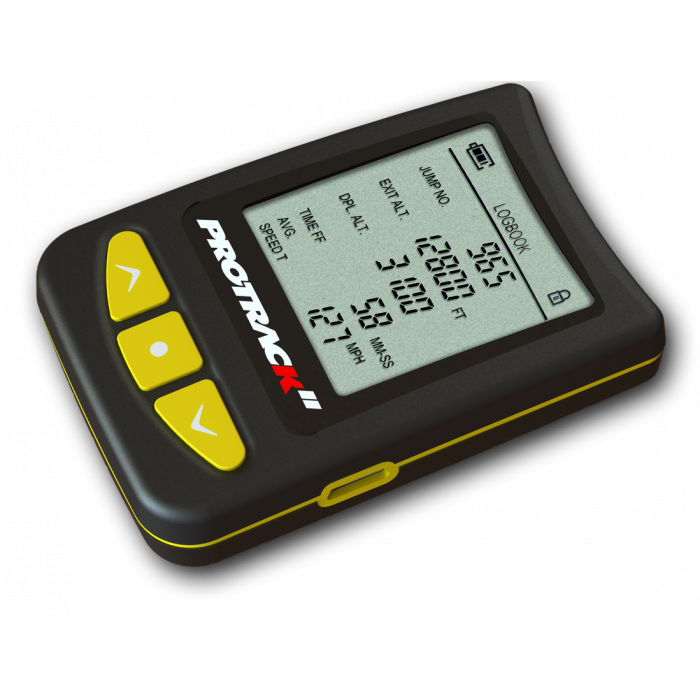 LOGBOOK
JUMP NO. 965
EXIT ALT. 12800 FT
DPL ALT. 3100
TIME FF 58 MM-SS
AVG.
SPEED T 127 MPH
PROTRACK II